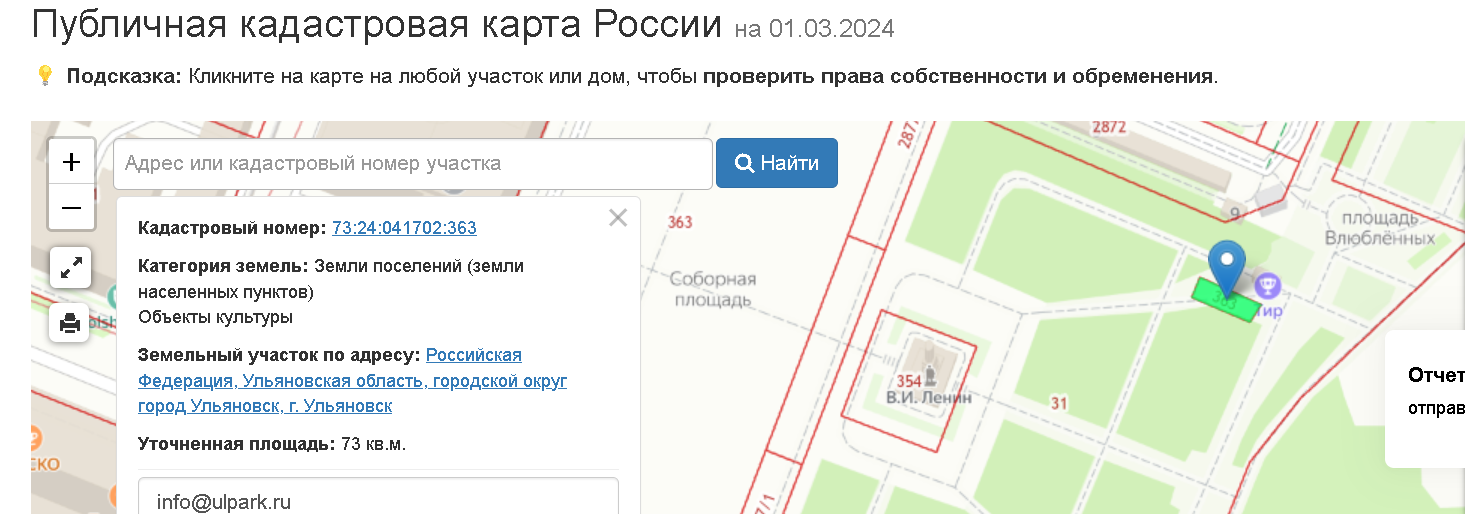 Публичная кадастровая карта России на 01.03.2024
Подсказка: Кликните на карте на любой участок или дом, чтобы проверить права собственности и обременения.
+
Адрес или кадастровый номер участка
Найти
–
Кадастровый номер: 73:24:041702:363
Категория земель: Земли поселений (земли
населенных пунктов)
Объекты культуры
Земельный участок по адресу: Российская
Федерация, Ульяновская область, городской округ
город Ульяновск, г. Ульяновск
Уточненная площадь: 73 кв.м.
info@ulpark.ru
2872
363
9
площадь
Влюблённых
Соборная
площадь
363
тир
354
В.И. Ленин
31
Отчет
отправ